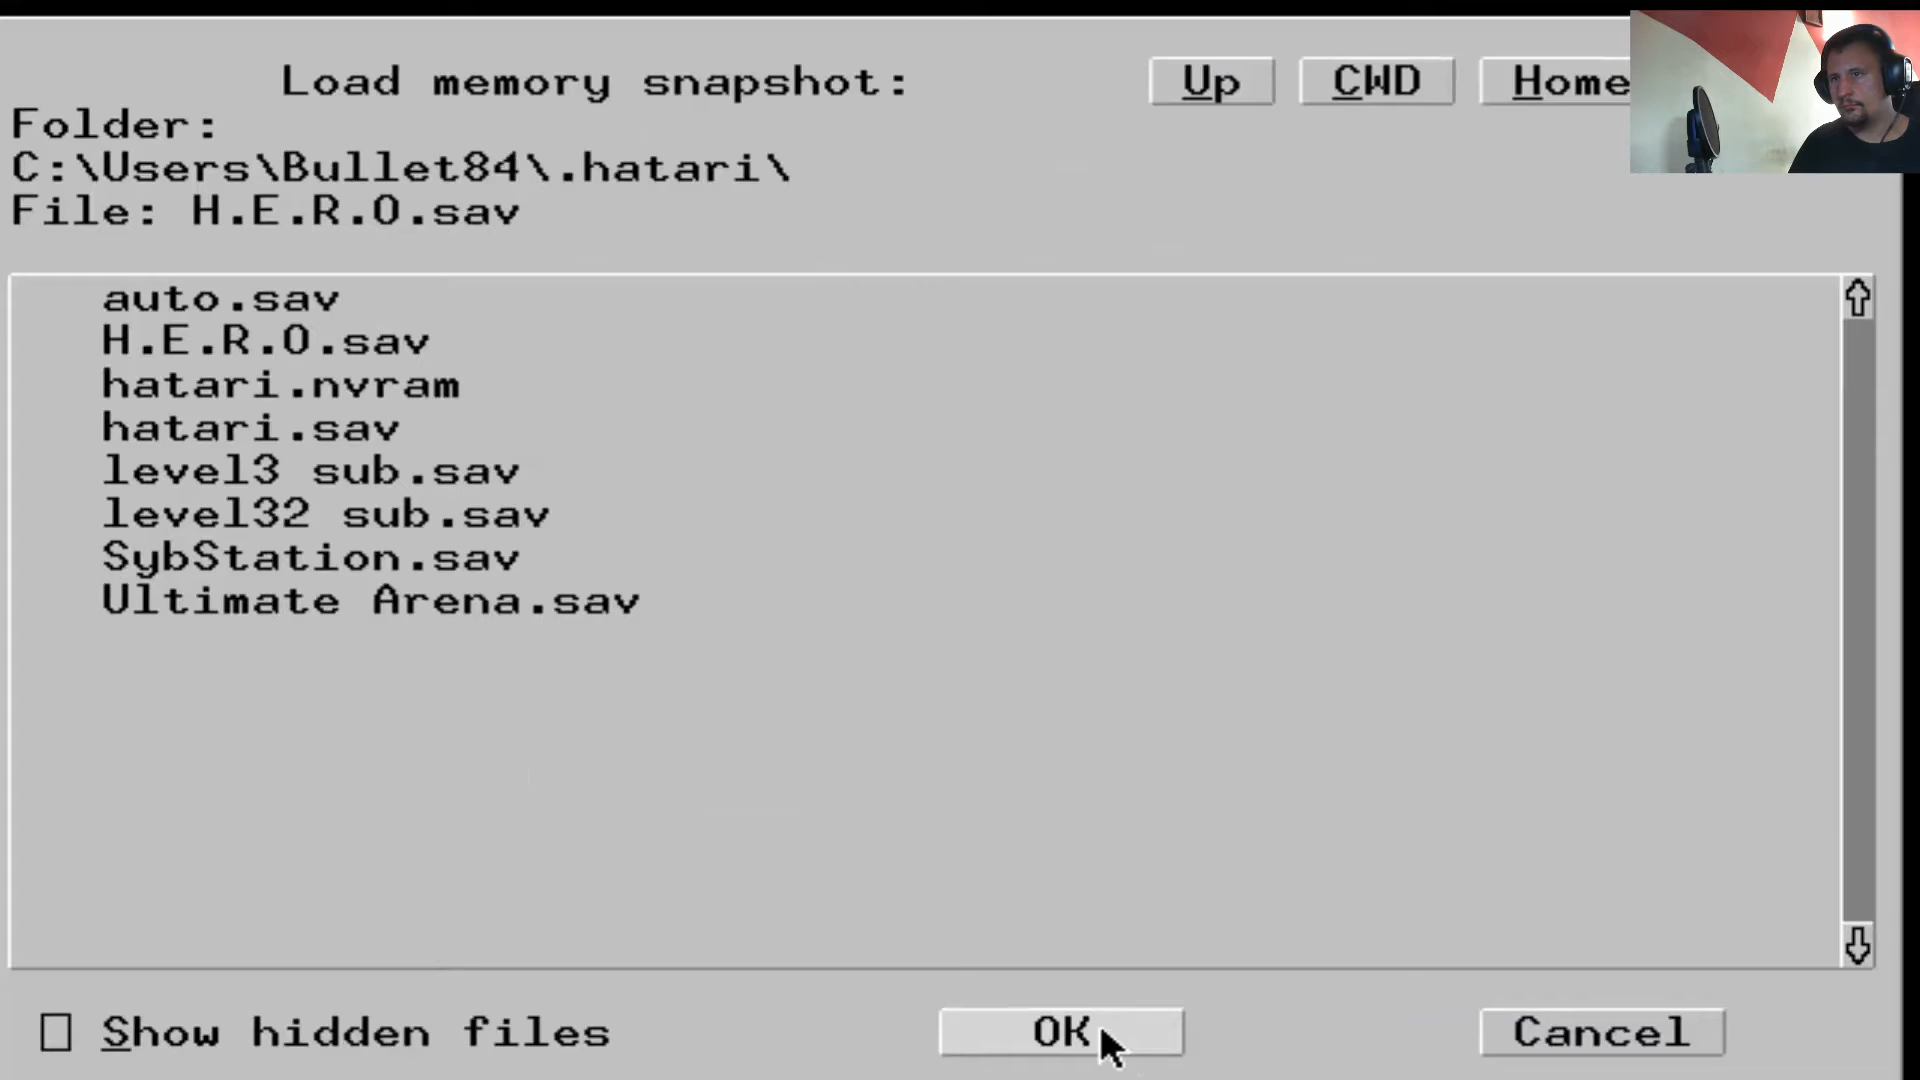 Load memory snapshot:
Up
CWD
Home
Folder:
C:\Users\Bullet84\.hatari\
File: H.E.R.O.sav
auto.sav
H.E.R.O.sav
hatari.nvram
hatari.sav
level3 sub.sav
level32 sub.sav
SybStation.sav
Ultimate Arena.sav
Show hidden files
OK
Cancel